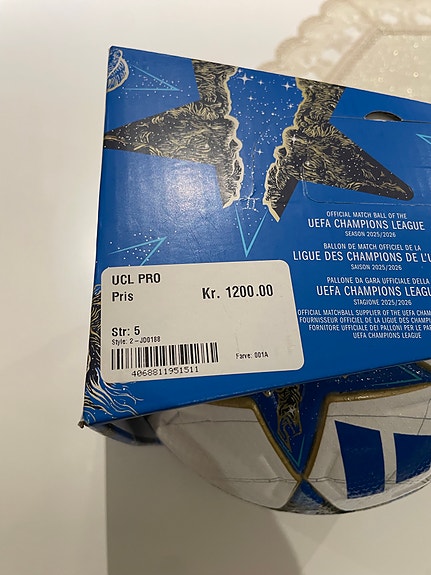 OFFICIAL MATCH BALL OF THE
UEFA CHAMPIONS LEAGUE
SEASON 2025/2026
BALLON DE MATCH OFFICIEL DE LA
LIGUE DES CHAMPIONS DE L'U
SAISON 2025/2026
PALLONE DA GARA UFFICIALE DELLA
UEFA CHAMPIONS LEAGU
STAGIONE 2025/2026
OFFICIAL MATCHBALL SUPPLIER OF THE UEFA CHAM
FOURNISSEUR OFFICIEL DE LA LIGUE DES CHAMPION
FORNITORE UFFICIALE DEI PALLONI PER LE PA
UEFA CHAMPIONS LEAGUE
UCL PRO
Pris Kr. 1200.00
Str: 5
Style: 2-JD0188
Farve: 001A
4068811951511